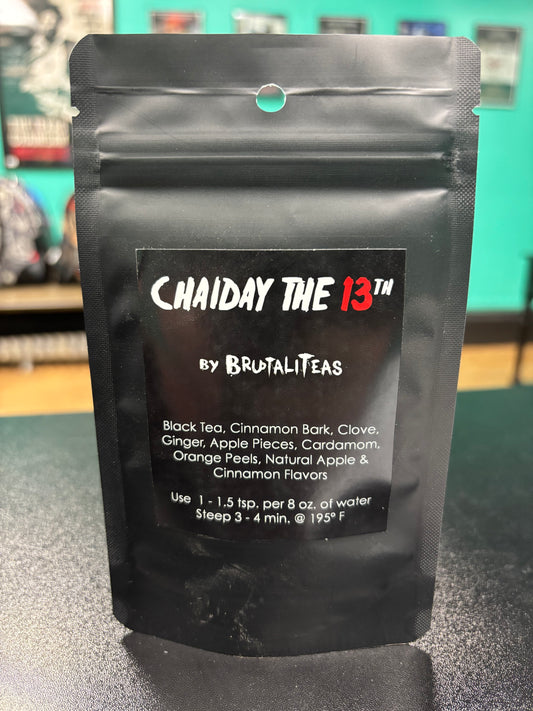 CHAIDAY THE 13TH
BY BRUTALITEAS
Black Tea, Cinnamon Bark, Clove,
Ginger, Apple Pieces, Cardamom,
Orange Peels, Natural Apple &
Cinnamon Flavors
Use 1 - 1.5 tsp. per 8 oz. of water
Steep 3 - 4 min. @ 195° F